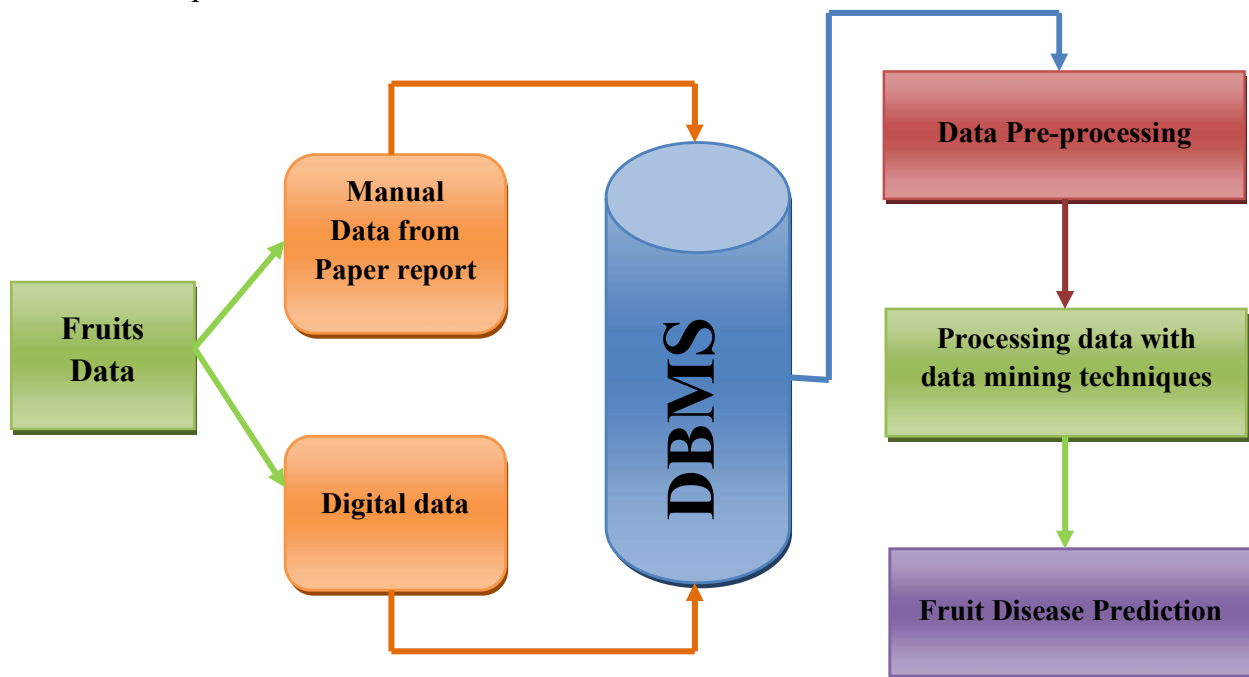 Fruits
Data
Manual
Data from
Paper report
Digital data
DBMS
Data Pre-processing
Processing data with
data mining techniques
Fruit Disease Prediction